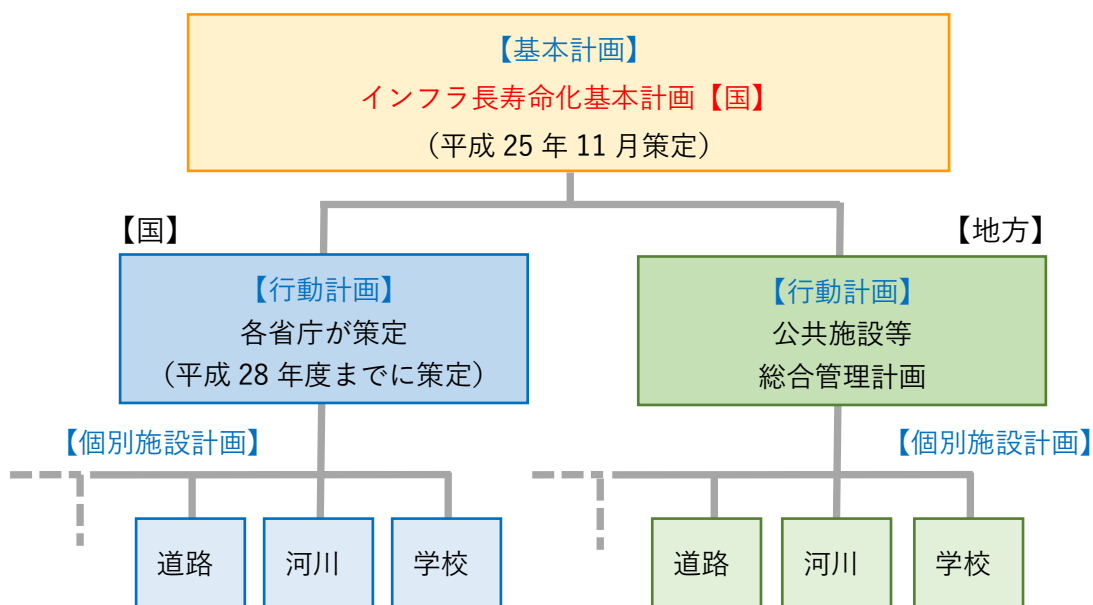 【基本計画】
インフラ長寿命化基本計画【国】
（平成 25 年 11 月策定）
【国】
【地方】
【行動計画】
各省庁が策定
（平成 28 年度までに策定）
【行動計画】
公共施設等
総合管理計画
【個別施設計画】
【個別施設計画】
道路
河川
学校
道路
河川
学校